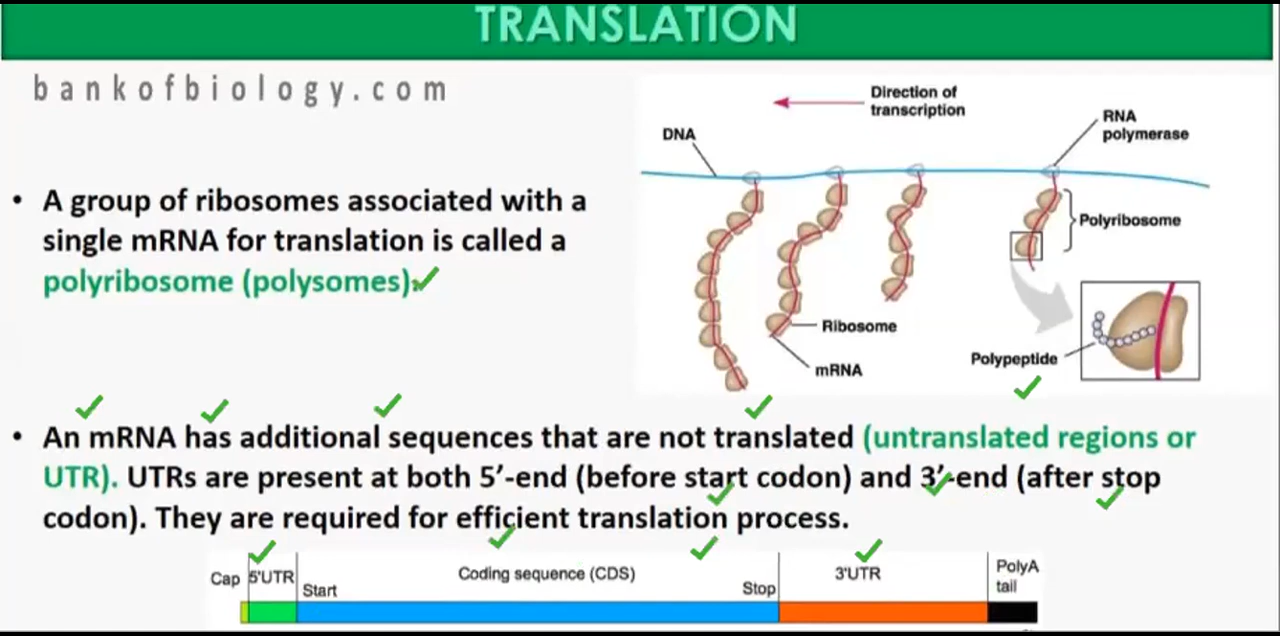 TRANSLATION
bankofbiology.com
Direction of
transcription
DNA
RNA
polymerase
• A group of ribosomes associated with a
single mRNA for translation is called a
polyribosome (polysomes).
Polyribosome
Ribosome
mRNA
Polypeptide
• An mRNA has additional sequences that are not translated (untranslated regions or
UTR). UTRs are present at both 5’-end (before start codon) and 3’-end (after stop
codon). They are required for efficient translation process.
Cap
5'UTR
Start
Coding sequence (CDS)
Stop
3'UTR
PolyA
tail